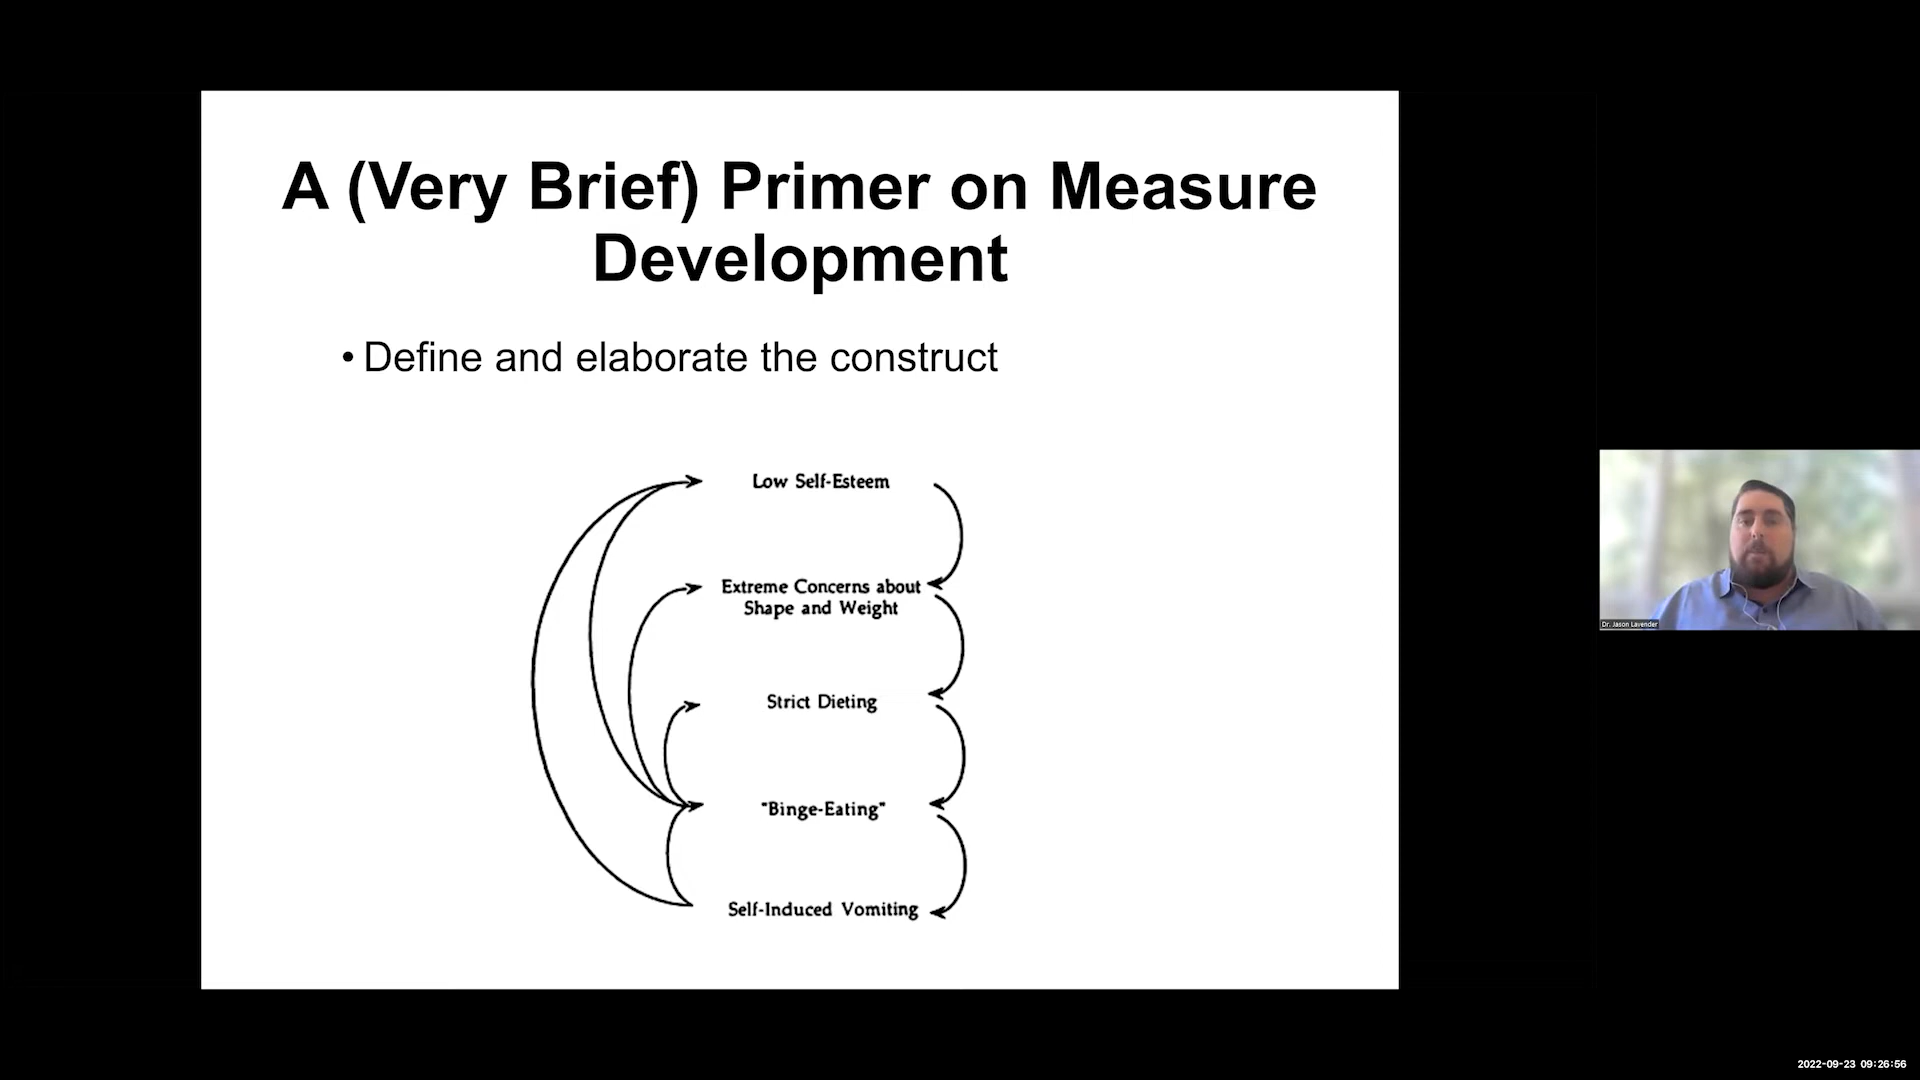 A (Very Brief) Primer on Measure
Development
• Define and elaborate the construct
Low Self-Esteem
Extreme Concerns about
Shape and Weight
Strict Dieting
"Binge-Eating"
Self-Induced Vomiting
Dr. Jason Lavender
2022-09-23 09:26:56